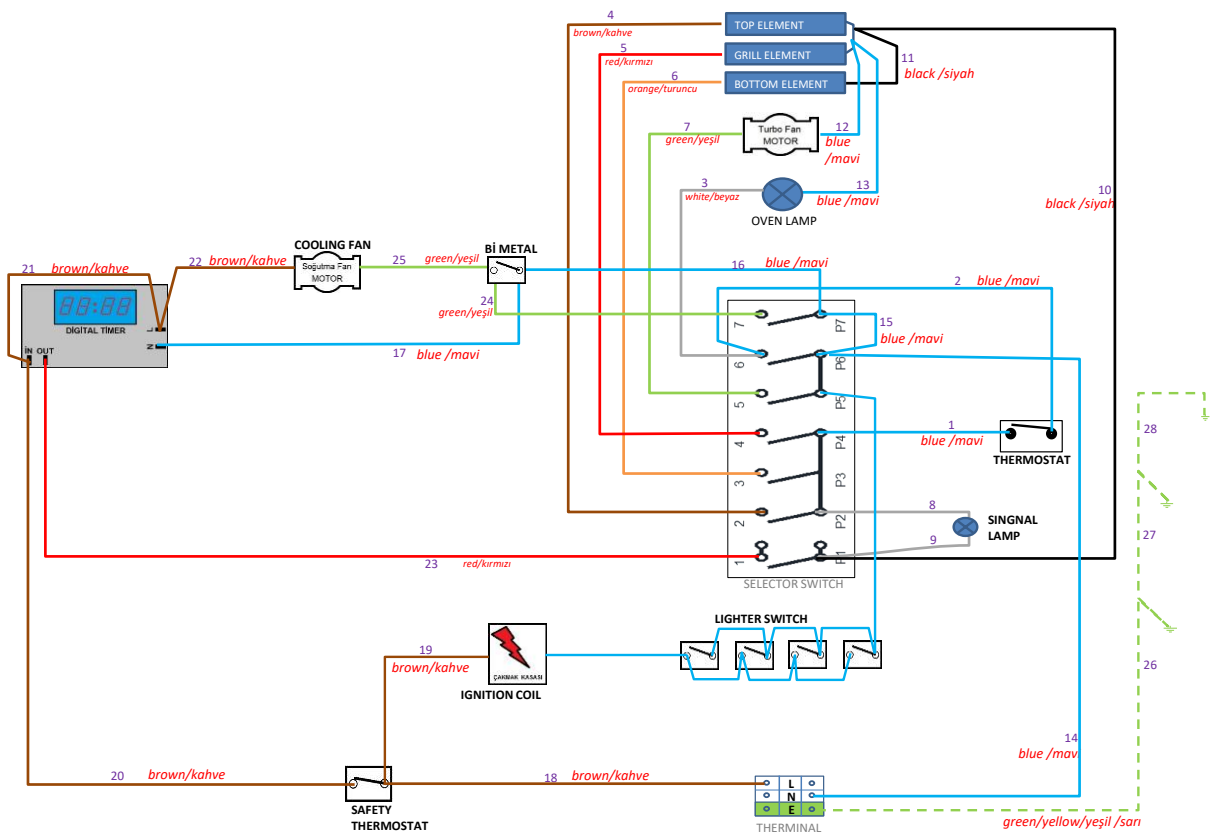 4
brown/kahve
TOP ELEMENT
5
red/kırmızı
GRILL ELEMENT
11
black /siyah
6
orange/turuncu
BOTTOM ELEMENT
7
green/yeşil
Turbo Fan
MOTOR
12
blue
/mavi
3
white/beyaz
13
blue /mavi
OVEN LAMP
10
black /siyah
21
brown/kahve
22
brown/kahve
COOLING FAN
Soğutma Fan
MOTOR
25
green/yeşil
Bİ METAL
16
blue /mavi
2
blue /mavi
24
green/yeşil
88:88
DİGİTAL TİMER
L
N
İN OUT
17
blue /mavi
15
7
P7
6
P6
5
P5
4
P4
3
P3
2
P2
1
P1
SELECTOR SWITCH
1
blue /mavi
THERMOSTAT
28
8
SINGNAL
LAMP
9
27
23
red/kırmızı
LIGHTER SWITCH
19
brown/kahve
ÇAKMAK KASASI
IGNITION COIL
26
14
blue /mavi
20
brown/kahve
18
brown/kahve
SAFETY
THERMOSTAT
L
N
E
THERMINAL
green/yellow/yeşil /sarı